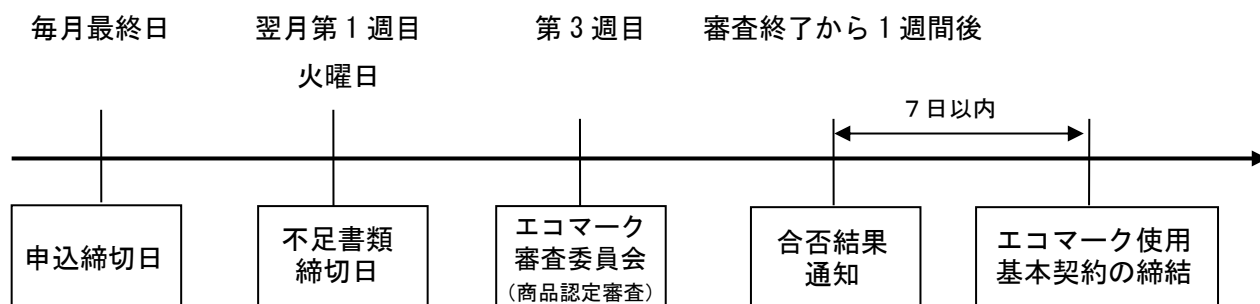 毎月最終日
翌月第1週目
火曜日
第3週目
審査終了から1週間後
7日以内
申込締切日
不足書類
締切日
エコマーク
審査委員会
(商品認定審査)
合否結果
通知
エコマーク使用
基本契約の締結